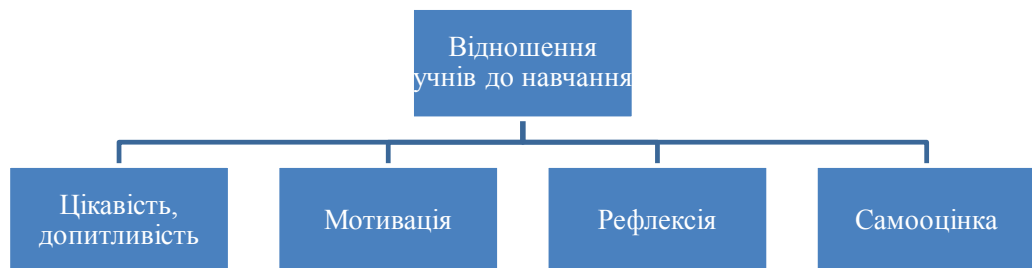 Відношення
учнів до навчання
Цікавість,
допитливість
Мотивація
Рефлексія
Самооцінка